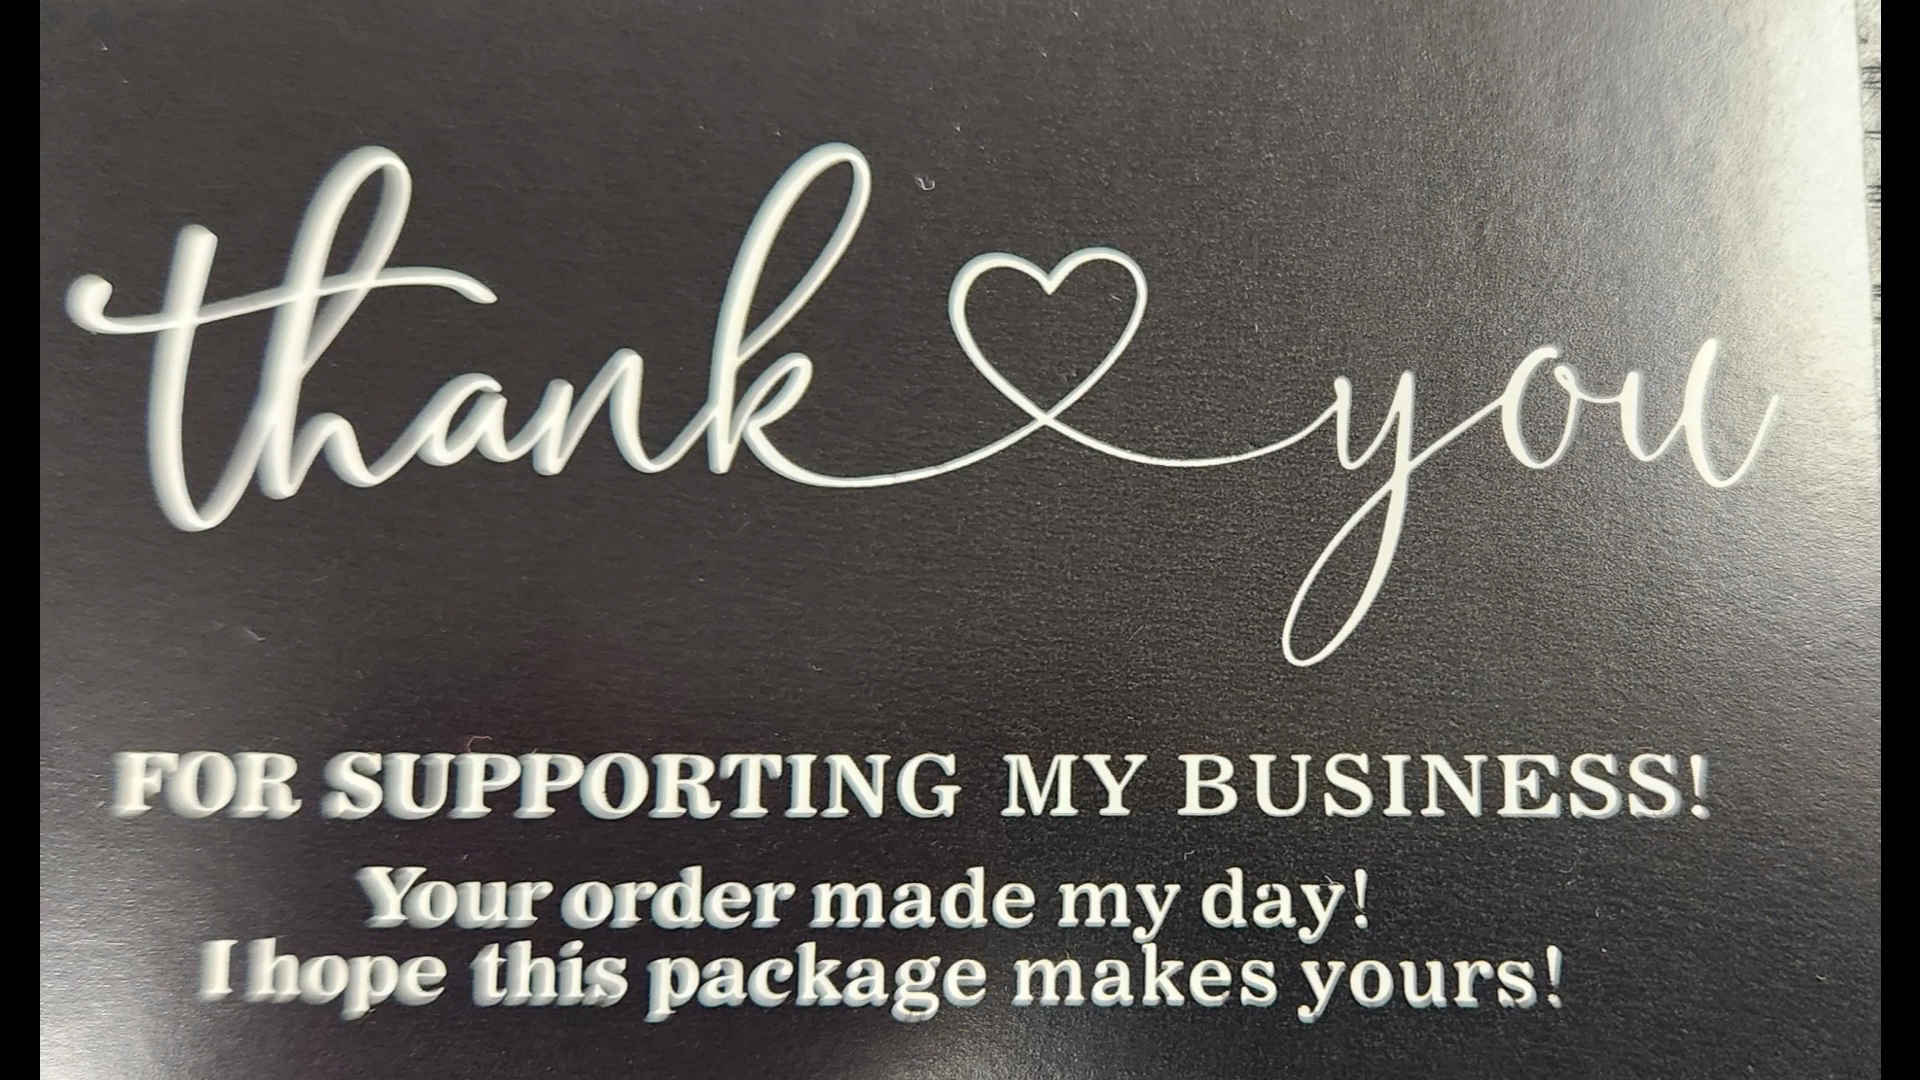 thank you
FOR SUPPORTING MY BUSINESS!
Your order made my day!
I hope this package makes yours!